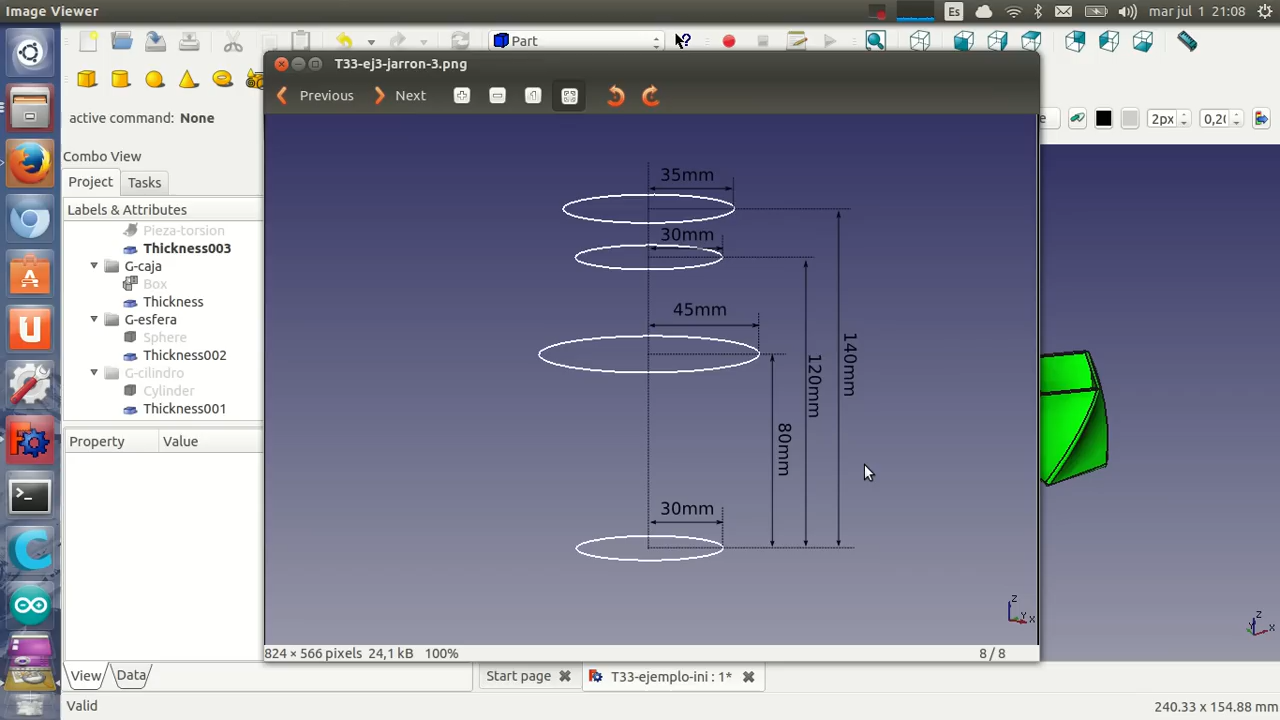 Image Viewer
Es
mar jul 1 21:08
Part
T33-ej3-jarron-3.png
Previous
Next
active command: None
2px
0,20
Combo View
Project
Tasks
Labels & Attributes
Pieza-torsion
Thickness003
G-caja
Box
Thickness
G-esfera
Sphere
Thickness002
G-cilindro
Cylinder
Thickness001
Property
Value
35mm
30mm
45mm
140mm
120mm
80mm
30mm
Z
Y
X
Z
Y
X
824 × 566 pixels 24,1 kB 100%
8 / 8
View
Data
Start page
T33-ejemplo-ini : 1*
Valid
240.33 x 154.88 mm